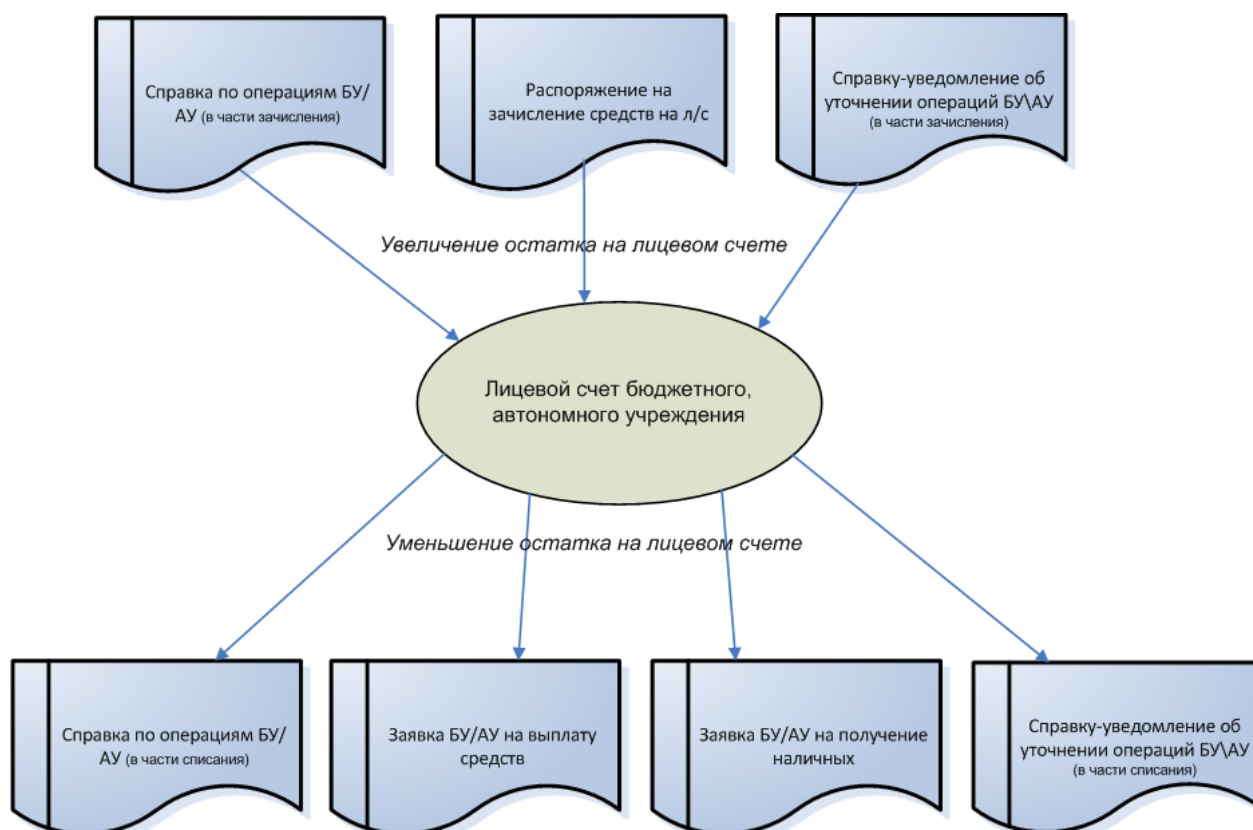 Справка по операциям БУ/
АУ (в части зачисления)
Распоряжение на
зачисление средств на л/с
Справку-уведомление об
уточнении операций БУ\АУ
(в части зачисления)
Увеличение остатка на лицевом счете
Лицевой счет бюджетного,
автономного учреждения
Уменьшение остатка на лицевом счете
Справка по операциям БУ/
АУ (в части списания)
Заявка БУ/АУ на выплату
средств
Заявка БУ/АУ на получение
наличных
Справку-уведомление об
уточнении операций БУ\АУ
(в части списания)